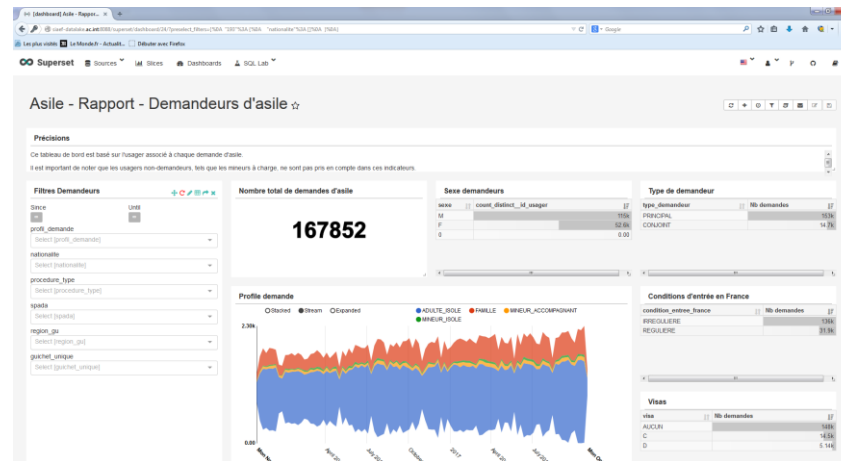 [dashboard] Asile - Rappor...
Google
Les plus visités Le Monde.fr - Actualit... Débuter avec Firefox
Superset Sources Slices Dashboards SQL Lab
Asile - Rapport - Demandeurs d'asile
Précisions
Ce tableau de bord est basé sur l'usager associé à chaque demande d'asile.
Il est important de noter que les usagers non-demandeurs, tels que les mineurs à charge, ne sont pas pris en compte dans ces indicateurs.
Filtres Demandeurs
Since Until
profil_demande
Select [profil_demande]
nationalite
Select [nationalite]
procedure_type
Select [procedure_type]
spada
Select [spada]
region_gu
Select [region_gu]
guichet_unique
Select [guichet_unique]
Nombre total de demandes d'asile
167852
Sexe demandeurs
sexe count_distinct__id_usager
M 115k
F 52.6k
0 0.00
Type de demandeur
type_demandeur Nb demandes
PRINCIPAL 153k
CONJOINT 14.7k
Profile demande
Stacked Stream Expanded
ADULTE_ISOLE FAMILLE MINEUR_ACCOMPAGNANT
MINEUR_ISOLE
0.00
2017
Conditions d'entrée en France
condition_entree_france Nb demandes
IRREGULIERE 136k
REGULIERE 31.9k
Visas
visa Nb demandes
AUCUN 148k
C 14.5k
D 5.14k